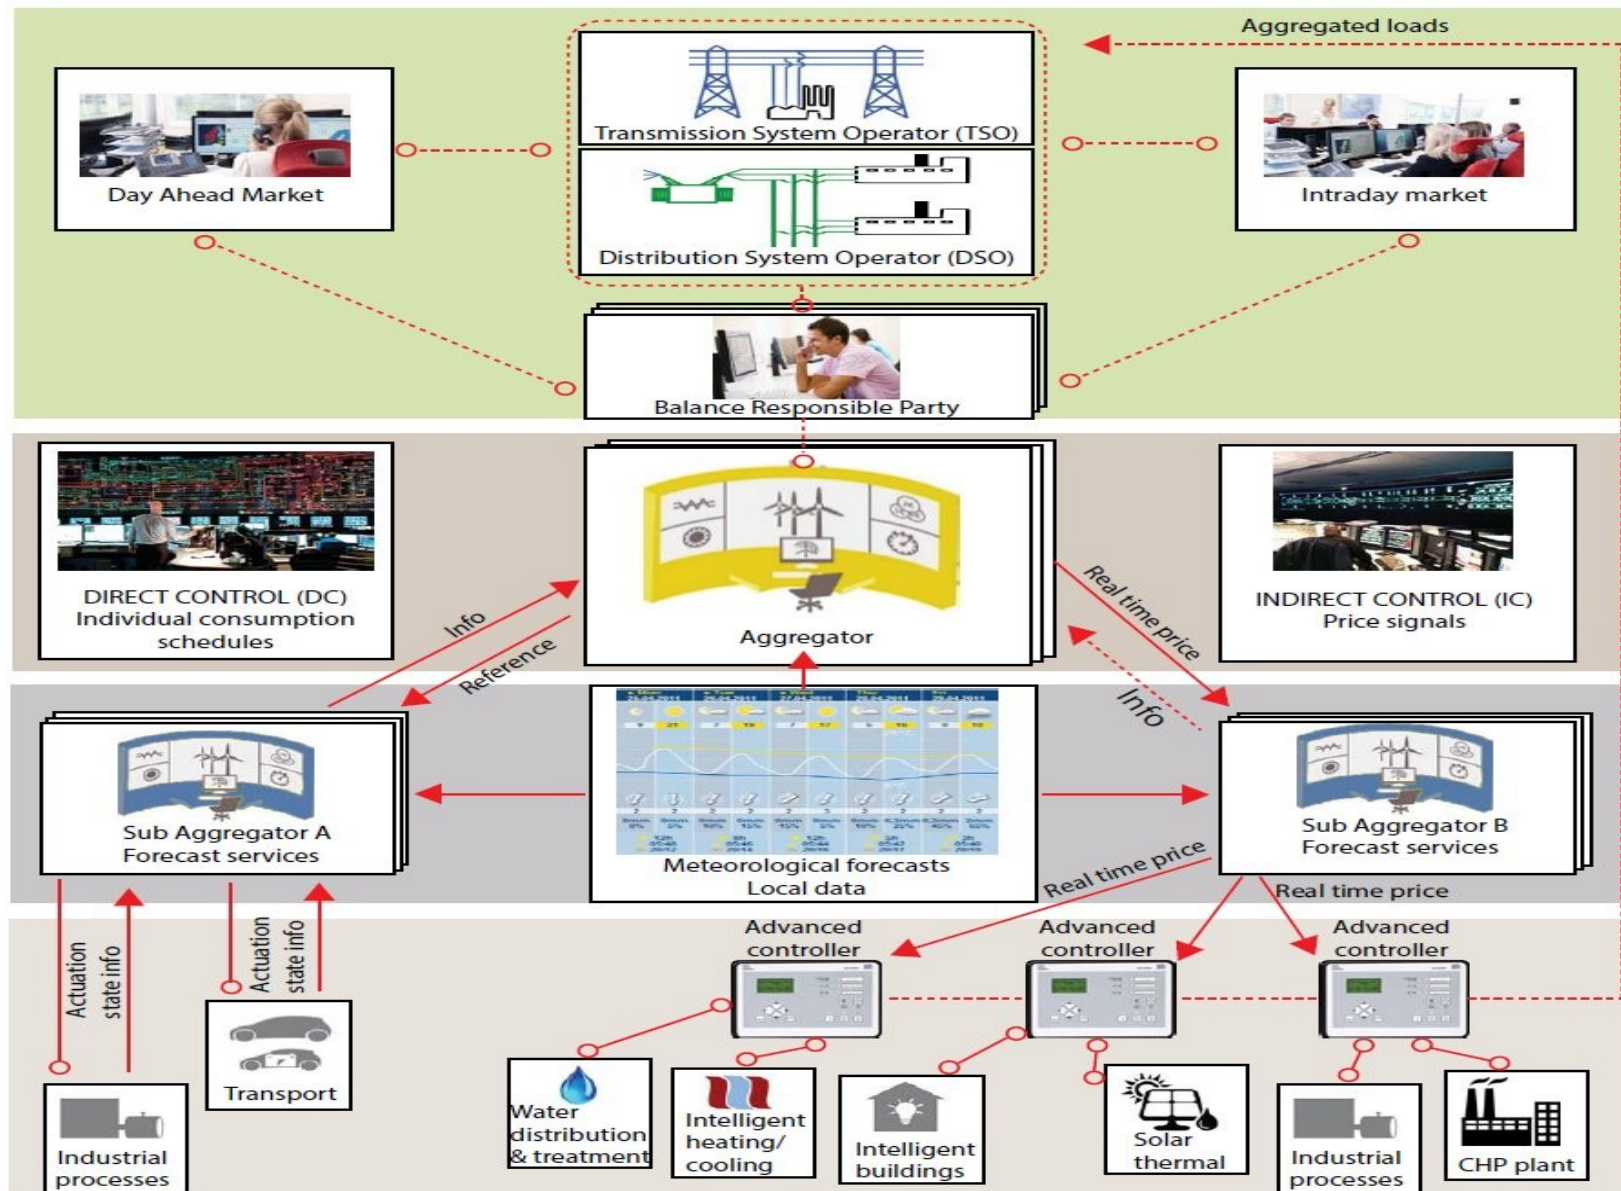 Aggregated loads
Transmission System Operator (TSO)
Day Ahead Market
Intraday market
Distribution System Operator (DSO)
Balance Responsible Party
DIRECT CONTROL (DC)
Individual consumption
schedules
Info
Reference
Aggregator
Real time price
Info
INDIRECT CONTROL (IC)
Price signals
Sub Aggregator A
Forecast services
Meteorological forecasts
Local data
Sub Aggregator B
Forecast services
Real time price
Real time price
Actuation
state info
Actuation
state info
Advanced
controller
Advanced
controller
Advanced
controller
Transport
Industrial
processes
Water
distribution
& treatment
Intelligent
heating/
cooling
Intelligent
buildings
Solar
thermal
Industrial
processes
CHP plant